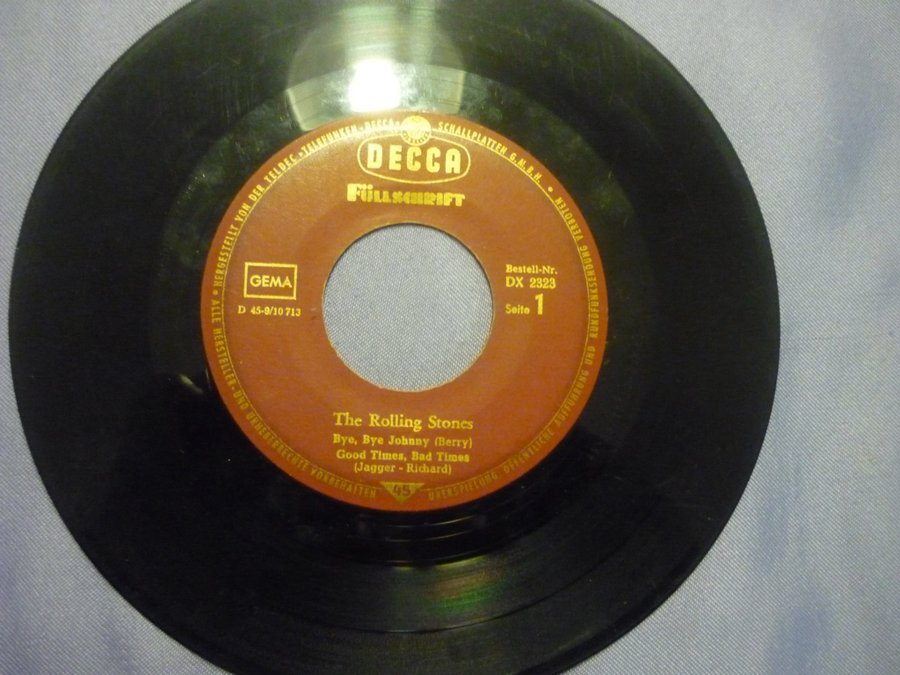 • ALLE HERSTELLER- UND URHEBERRECHTE VORBEHALTEN • HERGESTELLT VON DER TELDEC »TELEFUNKEN-DECCA« SCHALLPLATTEN G.M.B.H. •
DECCA
FÜLLSCHRIFT
GEMA
D 45-9/10 713
Bestell-Nr.
DX 2323
Seite 1
The Rolling Stones
Bye, Bye Johnny (Berry)
Good Times, Bad Times
(Jagger - Richard)
45
ÜBERSPIELUNG, ÖFFENTLICHE AUFFÜHRUNG UND RUNDFUNKSENDUNG VERBOTEN